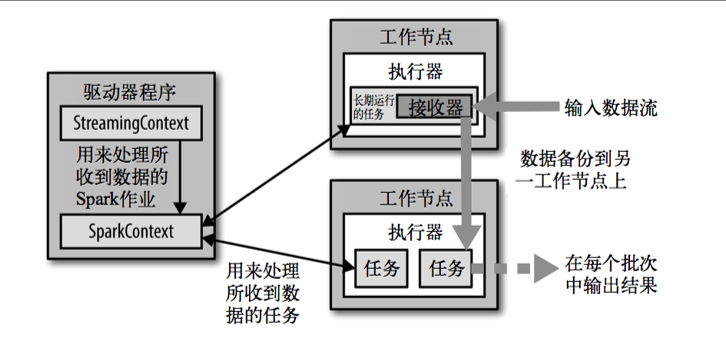 驱动器程序
StreamingContext
用来处理所
收到数据的
Spark作业
SparkContext
工作节点
执行器
长期运行
的任务
接收器
输入数据流
数据备份到另
一工作节点上
工作节点
执行器
任务
任务
用来处理
所收到数
据的任务
在每个批次
中输出结果